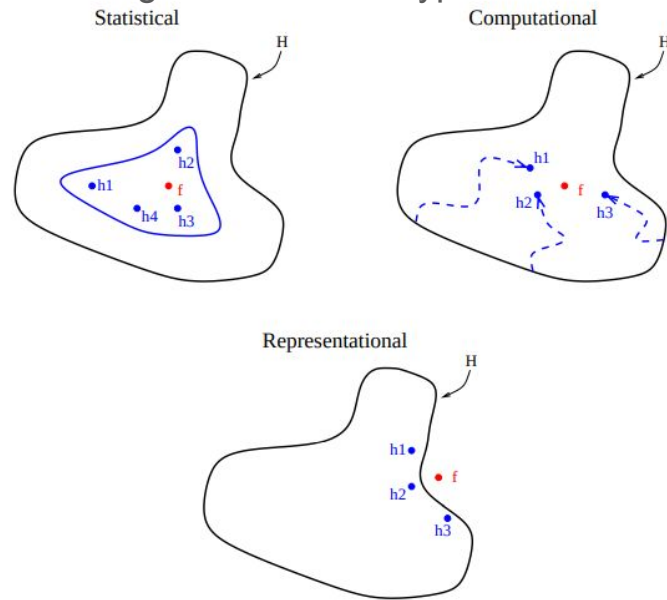 Statistical
H
h2
h1
f
h4
h3
Computational
H
h1
f
h2
h3
Representational
H
h1
f
h2
h3